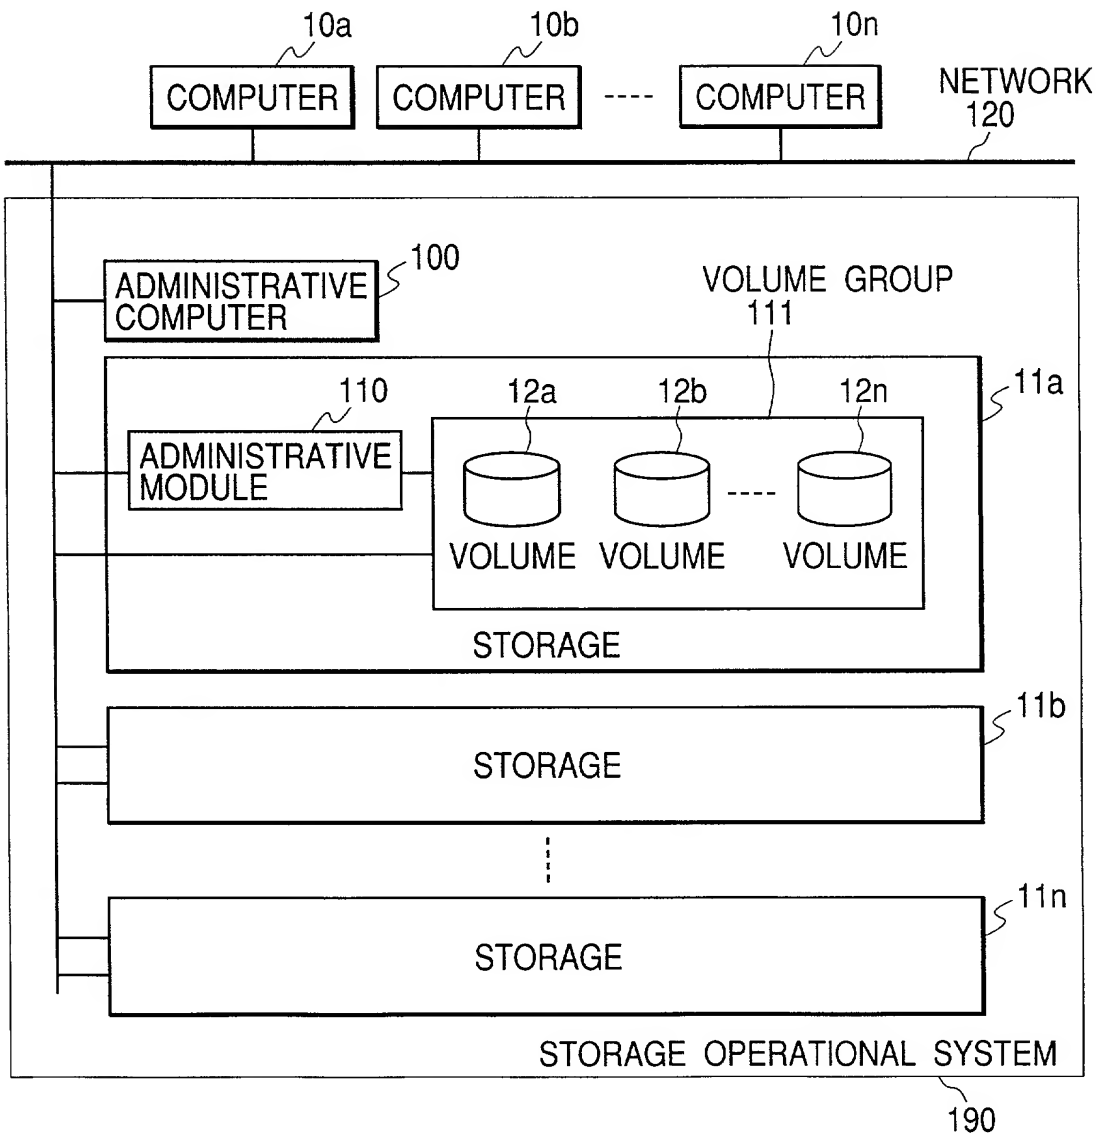 10a 10b 10n
COMPUTER COMPUTER COMPUTER
NETWORK
120
100
ADMINISTRATIVE
COMPUTER
VOLUME GROUP
111
11a
110
12a 12b 12n
ADMINISTRATIVE
MODULE
VOLUME VOLUME VOLUME
STORAGE
11b
STORAGE
11n
STORAGE
STORAGE OPERATIONAL SYSTEM
190